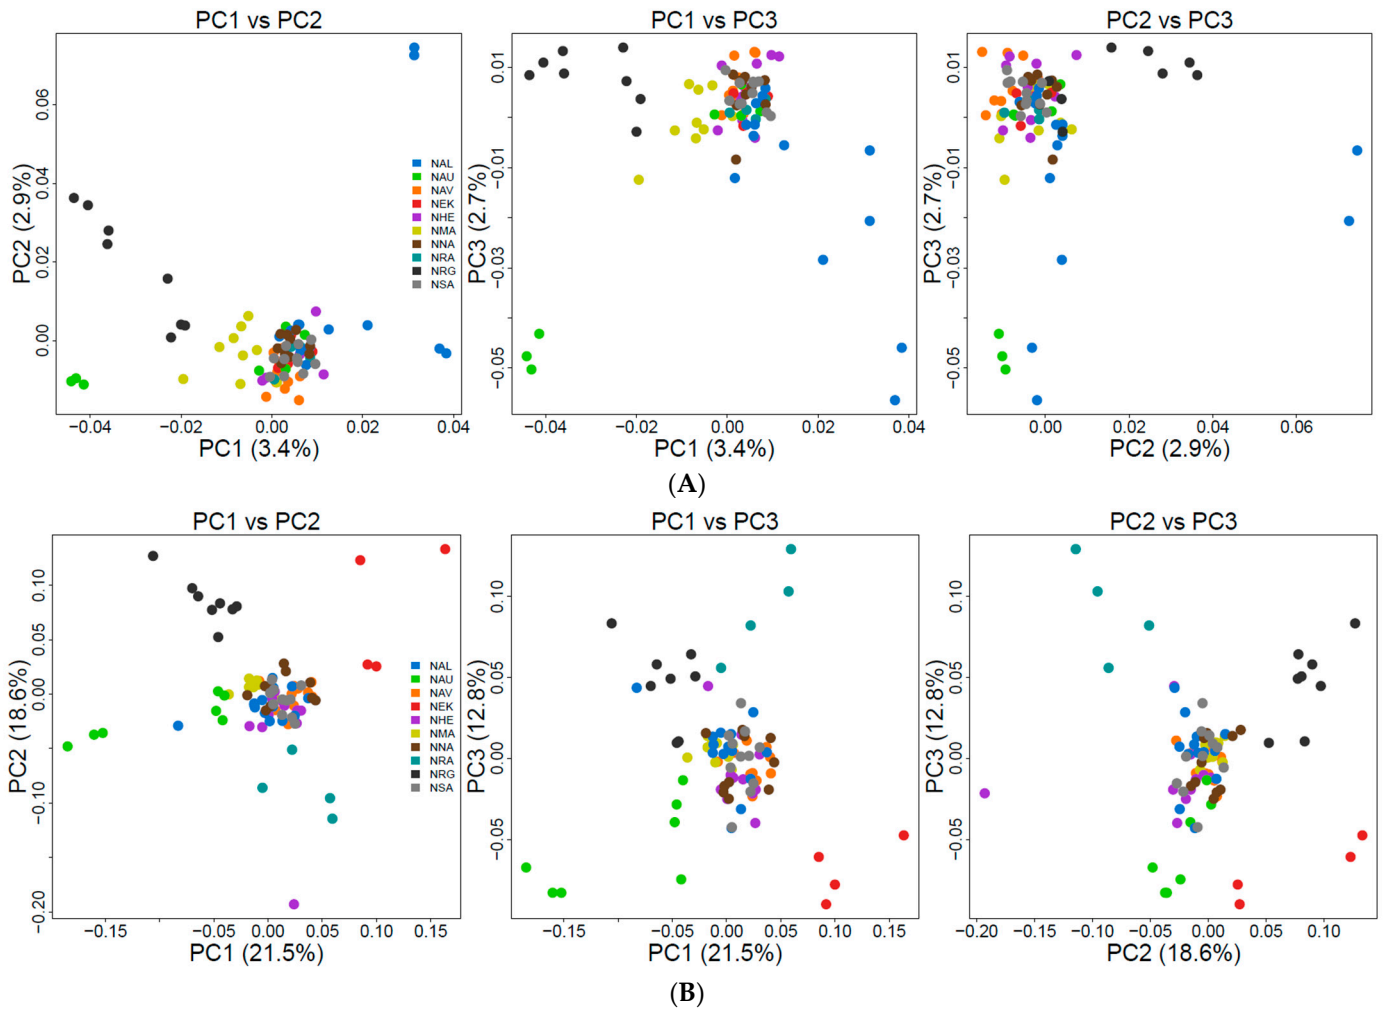 PC1 vs PC2
PC1 vs PC3
PC2 vs PC3
PC2 (2.9%)
0.00 0.02 0.04 0.06
NAL
NAU
NAV
NEK
NHE
NMA
NNA
NRA
NRG
NSA
−0.04 −0.02 0.00 0.02 0.04
PC1 (3.4%)
PC3 (2.7%)
−0.05 −0.03 −0.01 0.01
−0.04 −0.02 0.00 0.02 0.04
PC1 (3.4%)
PC3 (2.7%)
−0.05 −0.03 −0.01 0.01
0.00 0.02 0.04 0.06
PC2 (2.9%)
(A)
PC1 vs PC2
PC1 vs PC3
PC2 vs PC3
PC2 (18.6%)
−0.20 −0.10 0.00 0.05 0.10
NAL
NAU
NAV
NEK
NHE
NMA
NNA
NRA
NRG
NSA
−0.15 −0.05 0.00 0.05 0.10 0.15
PC1 (21.5%)
PC3 (12.8%)
−0.05 0.00 0.05 0.10
−0.15 −0.05 0.00 0.05 0.10 0.15
PC1 (21.5%)
PC3 (12.8%)
−0.05 0.00 0.05 0.10
−0.20 −0.15 −0.10 −0.05 0.00 0.05 0.10
PC2 (18.6%)
(B)